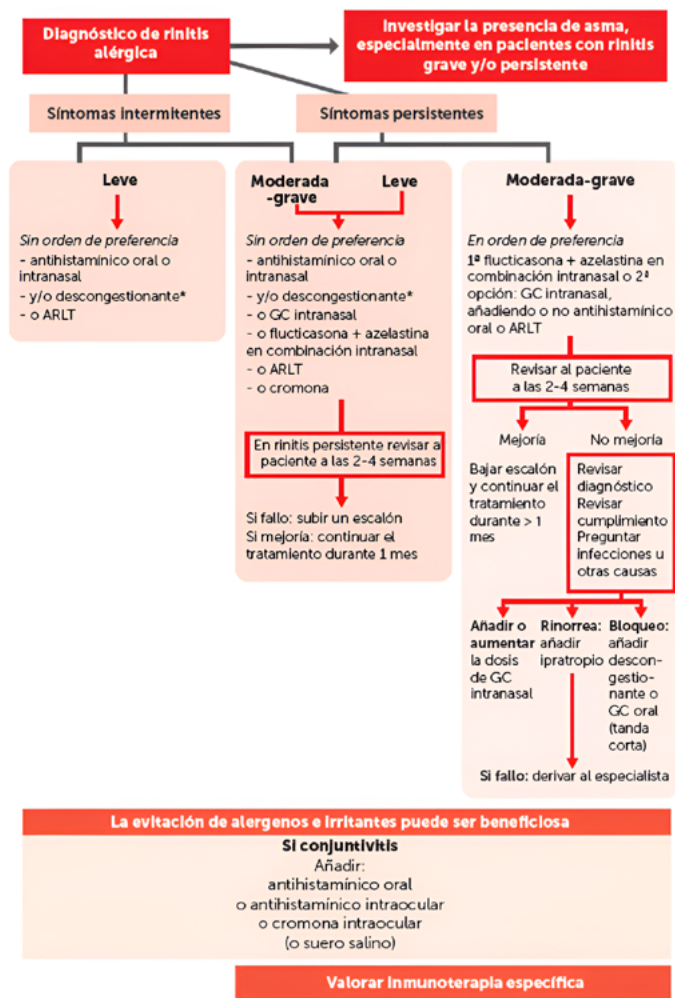 Diagnóstico de rinitis
alérgica
Investigar la presencia de asma,
especialmente en pacientes con rinitis
grave y/o persistente
Síntomas intermitentes
Síntomas persistentes
Leve
Sin orden de preferencia
- antihistamínico oral o
intranasal
- y/o descongestionante*
- o ARLT
Moderada
-grave
Leve
Sin orden de preferencia
- antihistamínico oral o
intranasal
- y/o descongestionante*
- o GC intranasal
- o flucticasona + azelastina
en combinación intranasal
- o ARLT
- o cromona
En rinitis persistente revisar a
paciente a las 2-4 semanas
Si fallo: subir un escalón
Si mejoría: continuar el
tratamiento durante 1 mes
Moderada-grave
En orden de preferencia
1ª flucticasona + azelastina en
combinación intranasal o 2ª
opción: GC intranasal,
añadiendo o no antihistamínico
oral o ARLT
Revisar al paciente
a las 2-4 semanas
Mejoría
Bajar escalón
y continuar el
tratamiento
durante > 1
mes
No mejoría
Revisar
diagnóstico
Revisar
cumplimiento
Preguntar
infecciones u
otras causas
Añadir o
aumentar
la dosis
de GC
intranasal
Rinorrea:
añadir
ipratropio
Bloqueo:
añadir
descon-
gestio-
nante o
GC oral
(tanda
corta)
Si fallo: derivar al especialista
La evitación de alergenos e irritantes puede ser beneficiosa
Si conjuntivitis
Añadir:
antihistamínico oral
o antihistamínico intraocular
o cromona intraocular
(o suero salino)
Valorar inmunoterapia específica